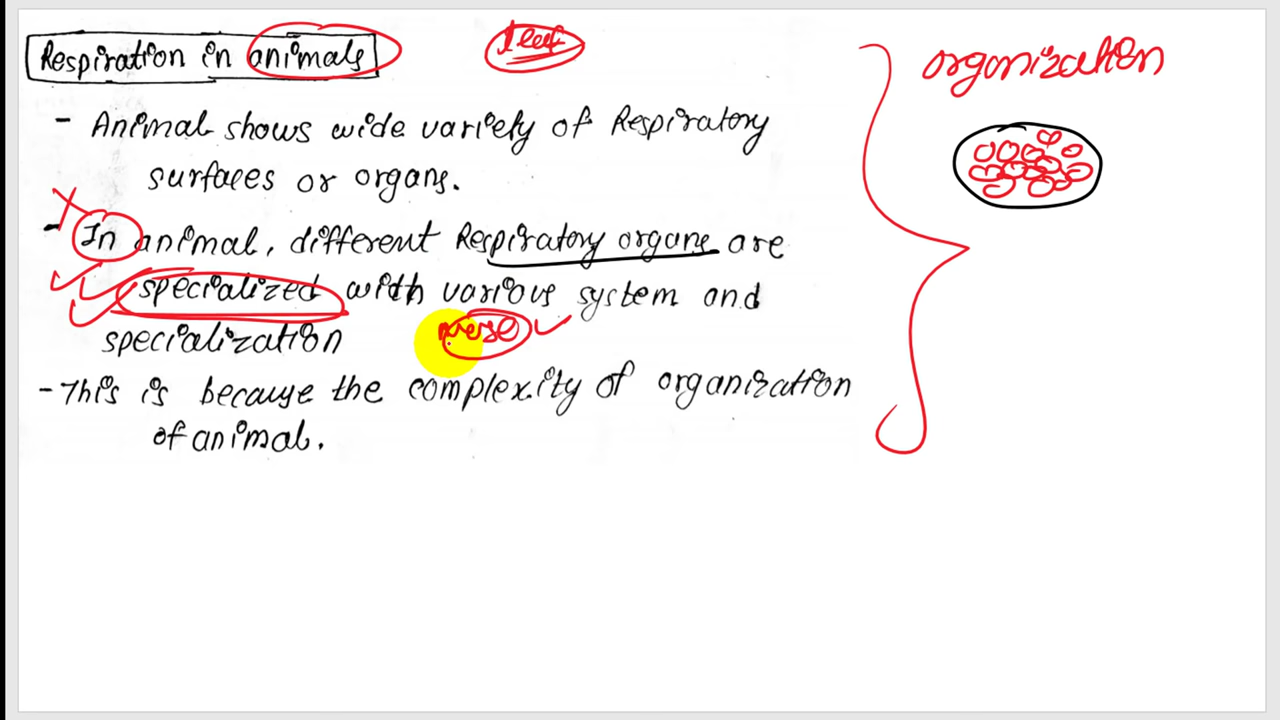 Respiration in animals
leef
organization
- Animal shows wide variety of Respiratory
surfaces or organs.
- In animal, different Respiratory organs are
specialized with various system and
specialization
- This is because the complexity of organization
of animal.